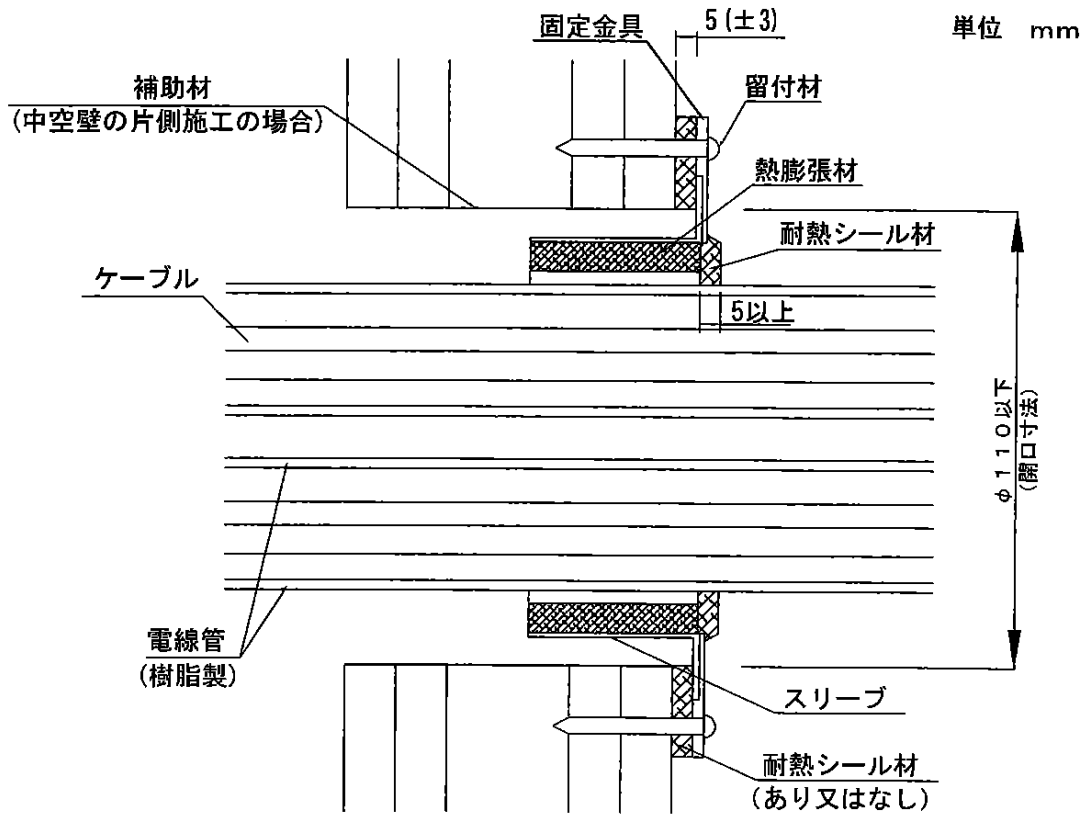 固定金具
5(±3)
単位 mm
補助材
(中空壁の片側施工の場合)
留付材
熱膨張材
耐熱シール材
ケーブル
5以上
φ110以下
(開口寸法)
電線管
(樹脂製)
スリーブ
耐熱シール材
(あり又はなし)